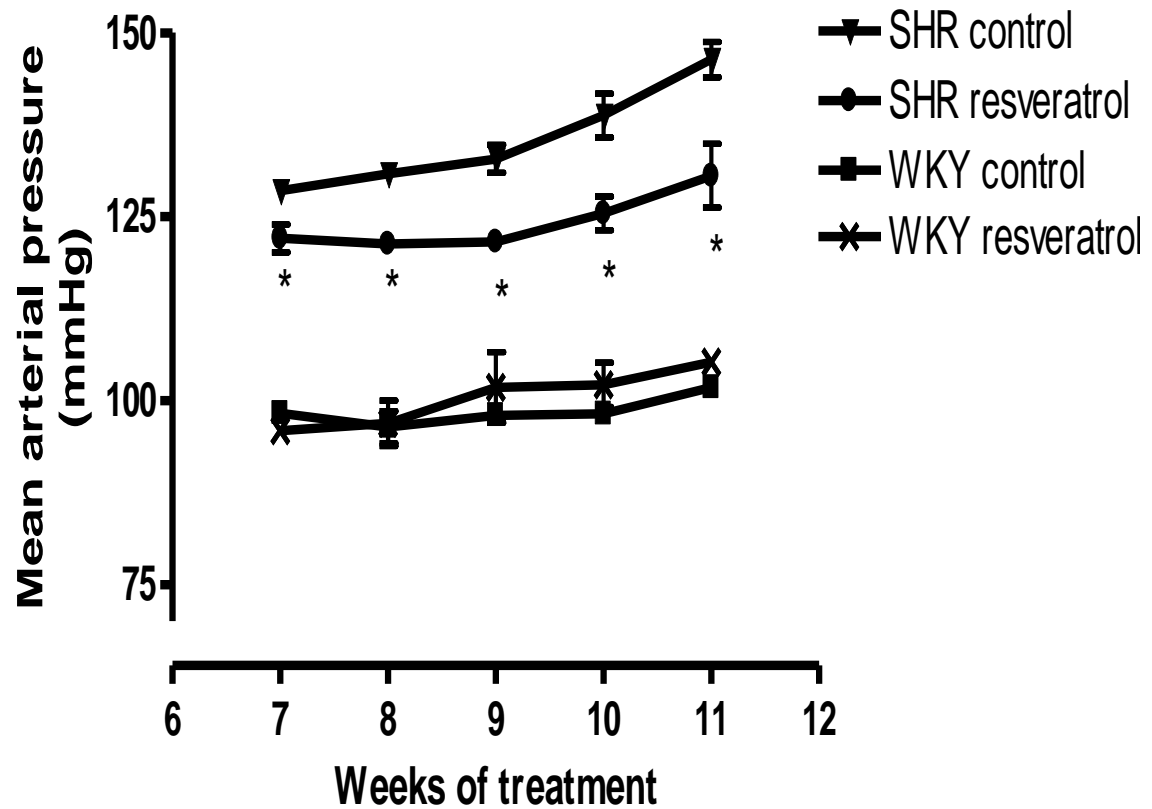 Mean arterial pressure
(mmHg)
150
125
100
75
*
*
*
*
*
6
7
8
9
10
11
12
Weeks of treatment
SHR control
SHR resveratrol
WKY control
WKY resveratrol